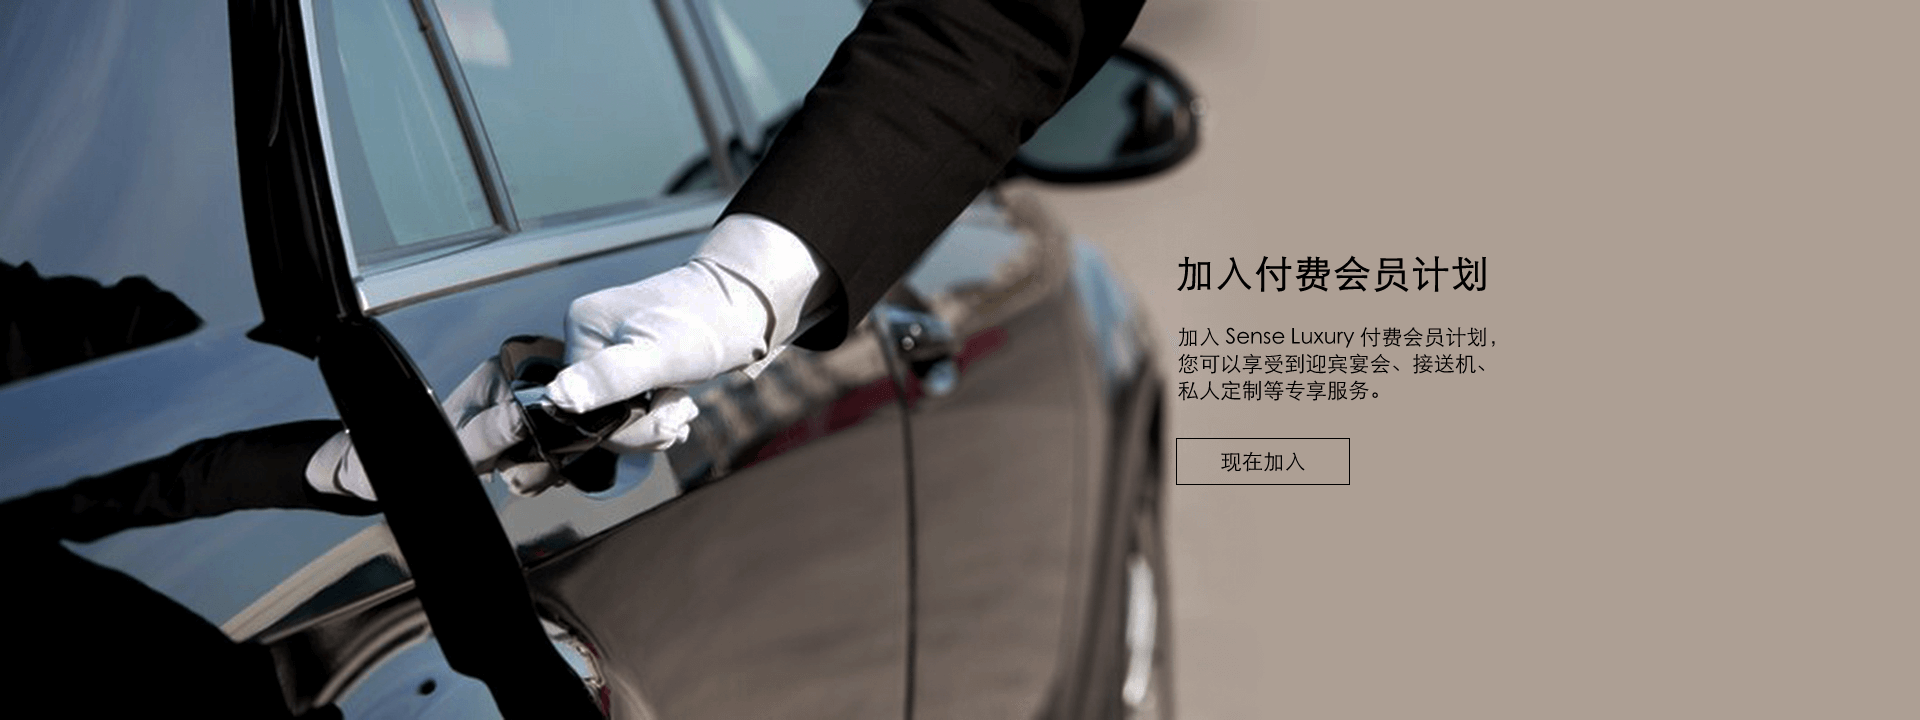 加入付费会员计划
加入 Sense Luxury 付费会员计划，
您可以享受到迎宾宴会、接送机、
私人定制等专享服务。
现在加入